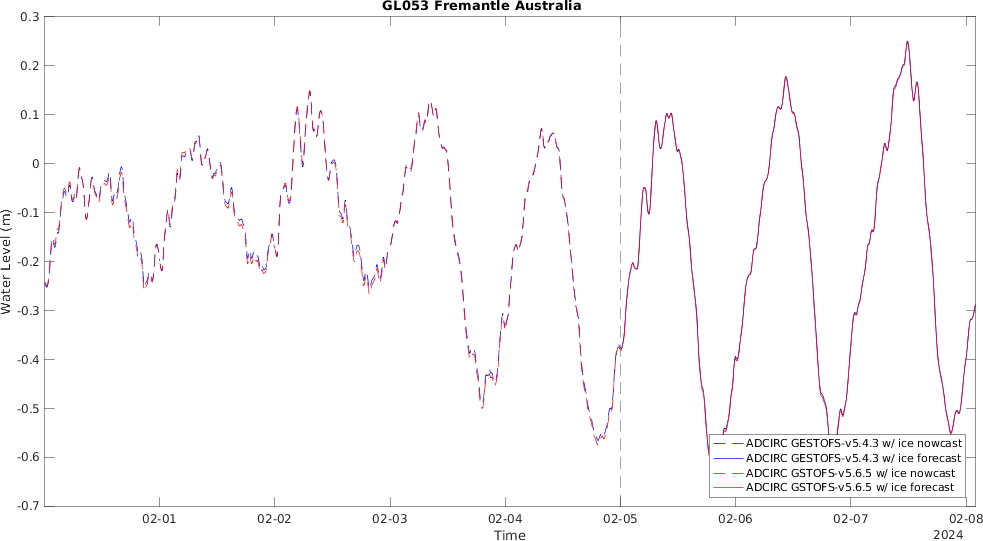 GL053 Fremantle Australia
0.3
0.2
0.1
0
-0.1
-0.2
-0.3
-0.4
-0.5
-0.6
-0.7
Water Level (m)
ADCIRC GESTOFS-v5.4.3 w/ ice nowcast
ADCIRC GESTOFS-v5.4.3 w/ ice forecast
ADCIRC GSTOFS-v5.6.5 w/ ice nowcast
ADCIRC GSTOFS-v5.6.5 w/ ice forecast
02-01 02-02 02-03 02-04 02-05 02-06 02-07 02-08
Time 2024